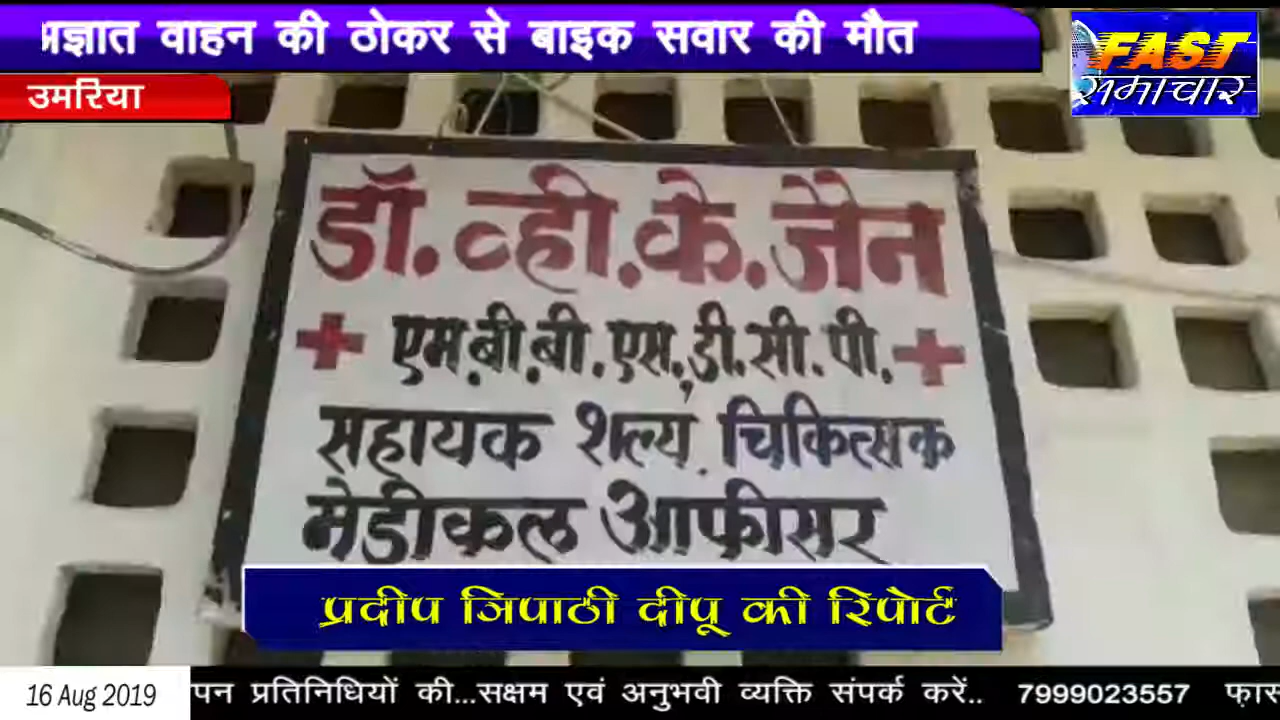 वाहन की ठोकर से बाइक सवार की मौत
उमरिया
FAST
समाचार
डॉ.व्ही.के.जैन
एम.बी.बी.एस.,डी.सी.पी.
सहायक शल्य चिकित्सक
मेडीकल आफीसर
प्रदीप त्रिपाठी दीपू की रिपोर्ट
16 Aug 2019
पन प्रतिनिधियों की...सक्षम एवं अनुभवी व्यक्ति संपर्क करें.. 7999023557 फ़ास